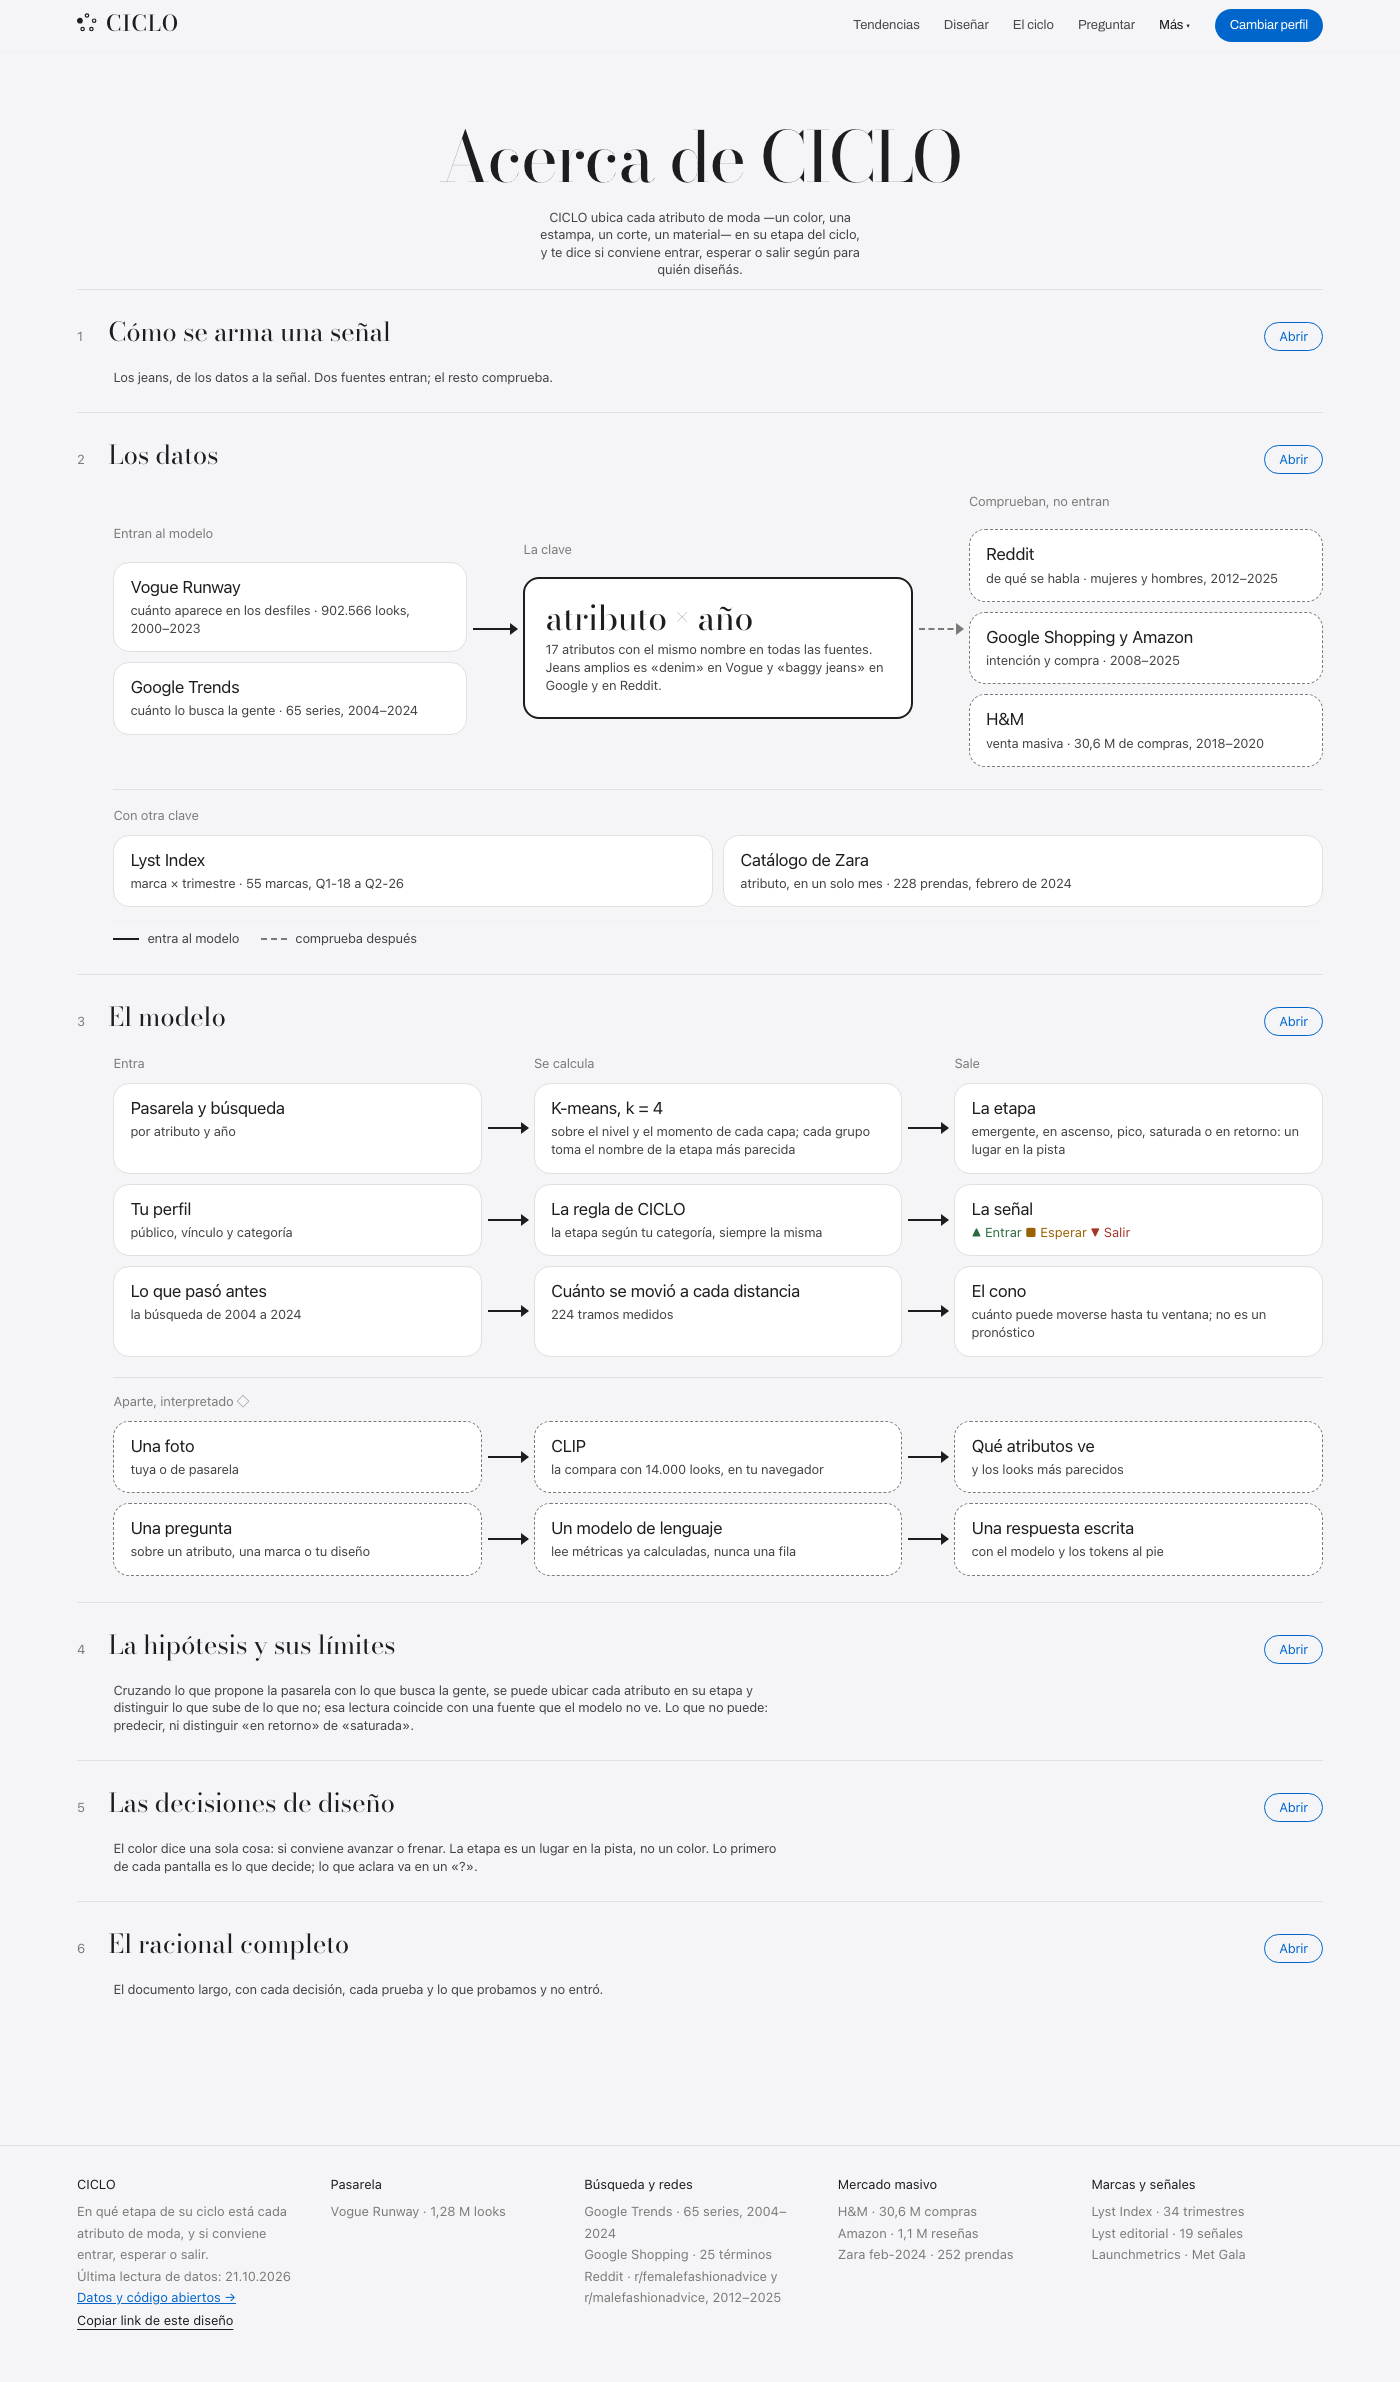 CICLO
Tendencias Diseñar El ciclo Preguntar Más Cambiar perfil
Acerca de CICLO
CICLO ubica cada atributo de moda —un color, una
estampa, un corte, un material— en su etapa del ciclo,
y te dice si conviene entrar, esperar o salir según para
quién diseñás.
1 Cómo se arma una señal Abrir
Los jeans, de los datos a la señal. Dos fuentes entran; el resto comprueba.
2 Los datos Abrir
Entran al modelo
Vogue Runway
cuánto aparece en los desfiles · 902.566 looks,
2000–2023
Google Trends
cuánto lo busca la gente · 65 series, 2004–2024
La clave
atributo × año
17 atributos con el mismo nombre en todas las fuentes.
Jeans amplios es «denim» en Vogue y «baggy jeans» en
Google y en Reddit.
Comprueban, no entran
Reddit
de qué se habla · mujeres y hombres, 2012–2025
Google Shopping y Amazon
intención y compra · 2008–2025
H&M
venta masiva · 30,6 M de compras, 2018–2020
Con otra clave
Lyst Index
marca × trimestre · 55 marcas, Q1-18 a Q2-26
Catálogo de Zara
atributo, en un solo mes · 228 prendas, febrero de 2024
entra al modelo comprueba después
3 El modelo Abrir
Entra Se calcula Sale
Pasarela y búsqueda
por atributo y año
K-means, k = 4
sobre el nivel y el momento de cada capa; cada grupo
toma el nombre de la etapa más parecida
La etapa
emergente, en ascenso, pico, saturada o en retorno: un
lugar en la pista
Tu perfil
público, vínculo y categoría
La regla de CICLO
la etapa según tu categoría, siempre la misma
La señal
▲ Entrar ■ Esperar ▼ Salir
Lo que pasó antes
la búsqueda de 2004 a 2024
Cuánto se movió a cada distancia
224 tramos medidos
El cono
cuánto puede moverse hasta tu ventana; no es un
pronóstico
Aparte, interpretado ◇
Una foto
tuya o de pasarela
CLIP
la compara con 14.000 looks, en tu navegador
Qué atributos ve
y los looks más parecidos
Una pregunta
sobre un atributo, una marca o tu diseño
Un modelo de lenguaje
lee métricas ya calculadas, nunca una fila
Una respuesta escrita
con el modelo y los tokens al pie
4 La hipótesis y sus límites Abrir
Cruzando lo que propone la pasarela con lo que busca la gente, se puede ubicar cada atributo en su etapa y
distinguir lo que sube de lo que no; esa lectura coincide con una fuente que el modelo no ve. Lo que no puede:
predecir, ni distinguir «en retorno» de «saturada».
5 Las decisiones de diseño Abrir
El color dice una sola cosa: si conviene avanzar o frenar. La etapa es un lugar en la pista, no un color. Lo primero
de cada pantalla es lo que decide; lo que aclara va en un «?».
6 El racional completo Abrir
El documento largo, con cada decisión, cada prueba y lo que probamos y no entró.
CICLO
En qué etapa de su ciclo está cada
atributo de moda, y si conviene
entrar, esperar o salir.
Última lectura de datos: 21.10.2026
Datos y código abiertos →
Copiar link de este diseño
Pasarela
Vogue Runway · 1,28 M looks
Búsqueda y redes
Google Trends · 65 series, 2004–
2024
Google Shopping · 25 términos
Reddit · r/femalefashionadvice y
r/malefashionadvice, 2012–2025
Mercado masivo
H&M · 30,6 M compras
Amazon · 1,1 M reseñas
Zara feb-2024 · 252 prendas
Marcas y señales
Lyst Index · 34 trimestres
Lyst editorial · 19 señales
Launchmetrics · Met Gala